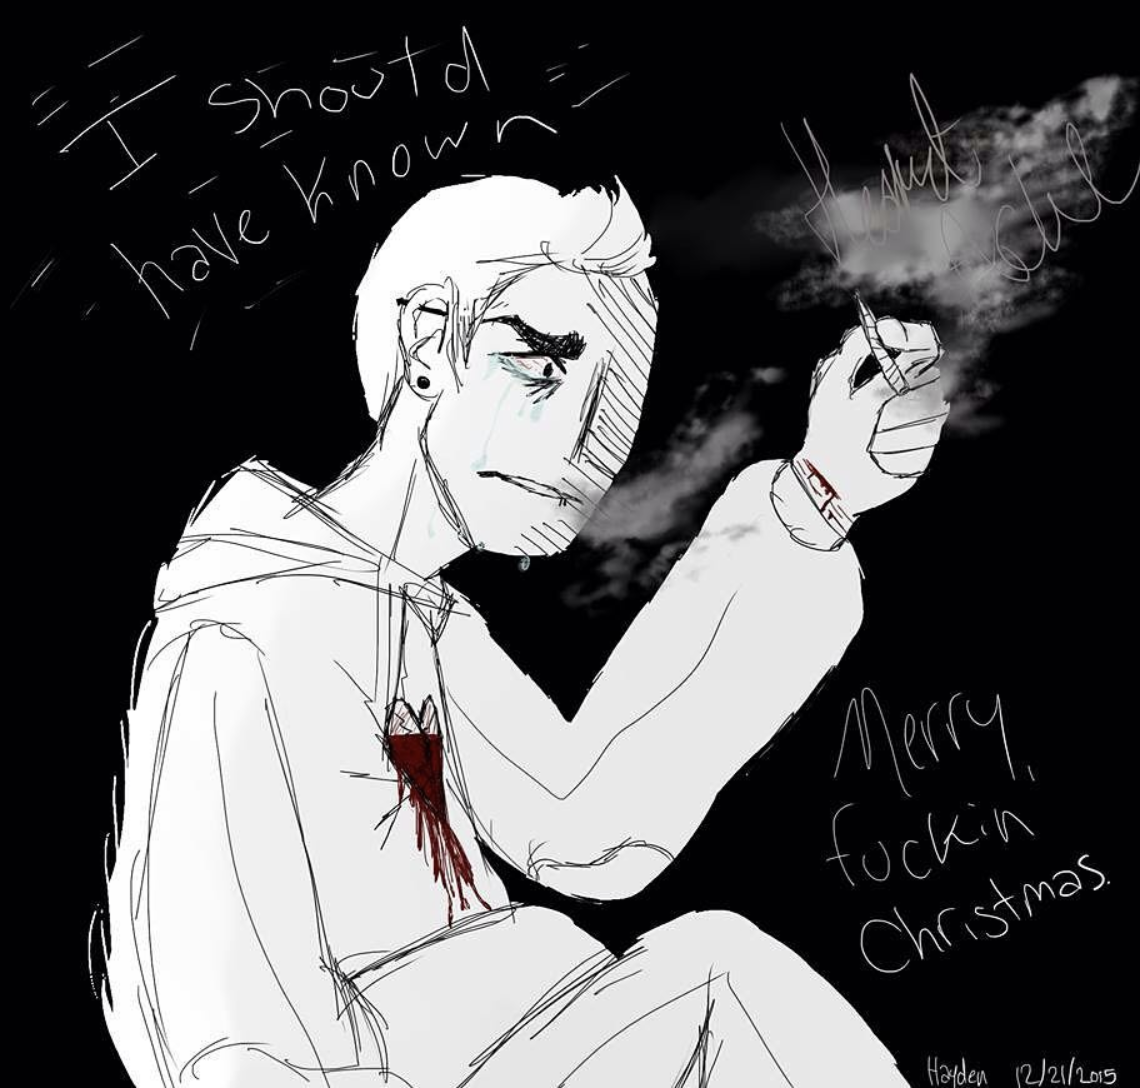 I should
have known
Merry,
fuckin
Christmas.
Hayden 12/21/2015